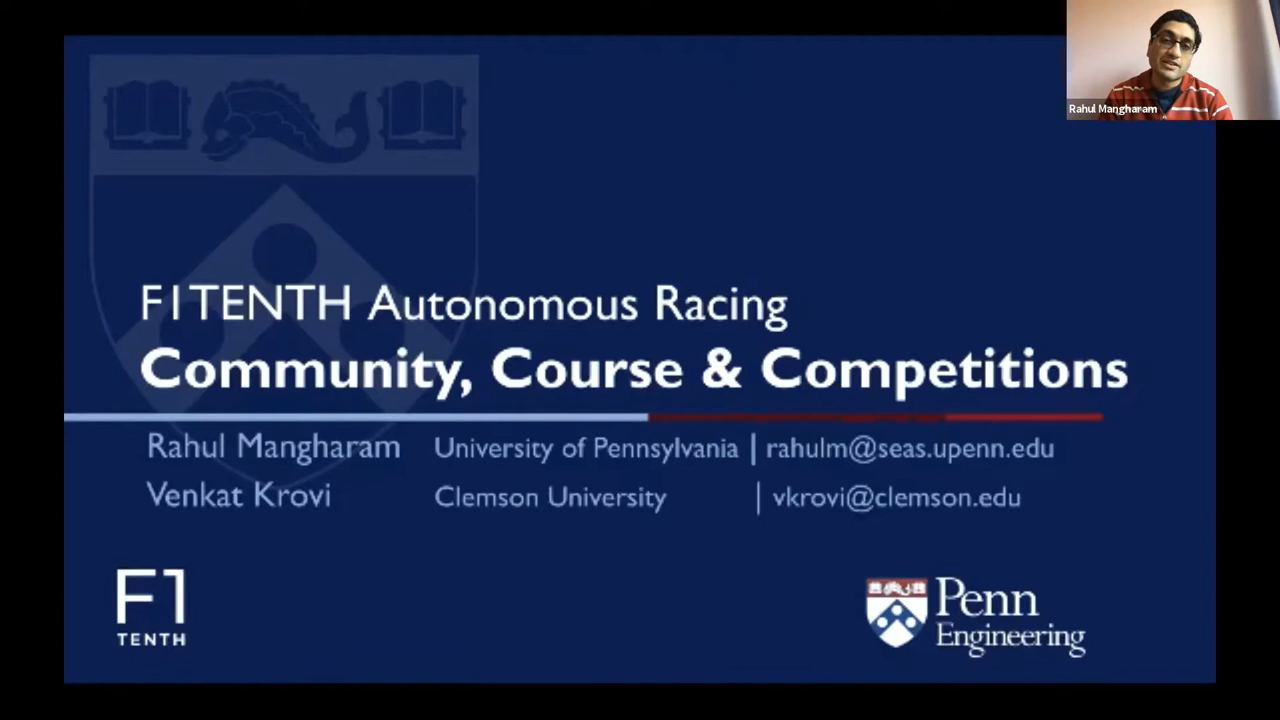 Rahul Mangharam
F1TENTH Autonomous Racing
Community, Course & Competitions
Rahul Mangharam University of Pennsylvania | rahulm@seas.upenn.edu
Venkat Krovi Clemson University | vkrovi@clemson.edu
F1
TENTH
Penn
Engineering